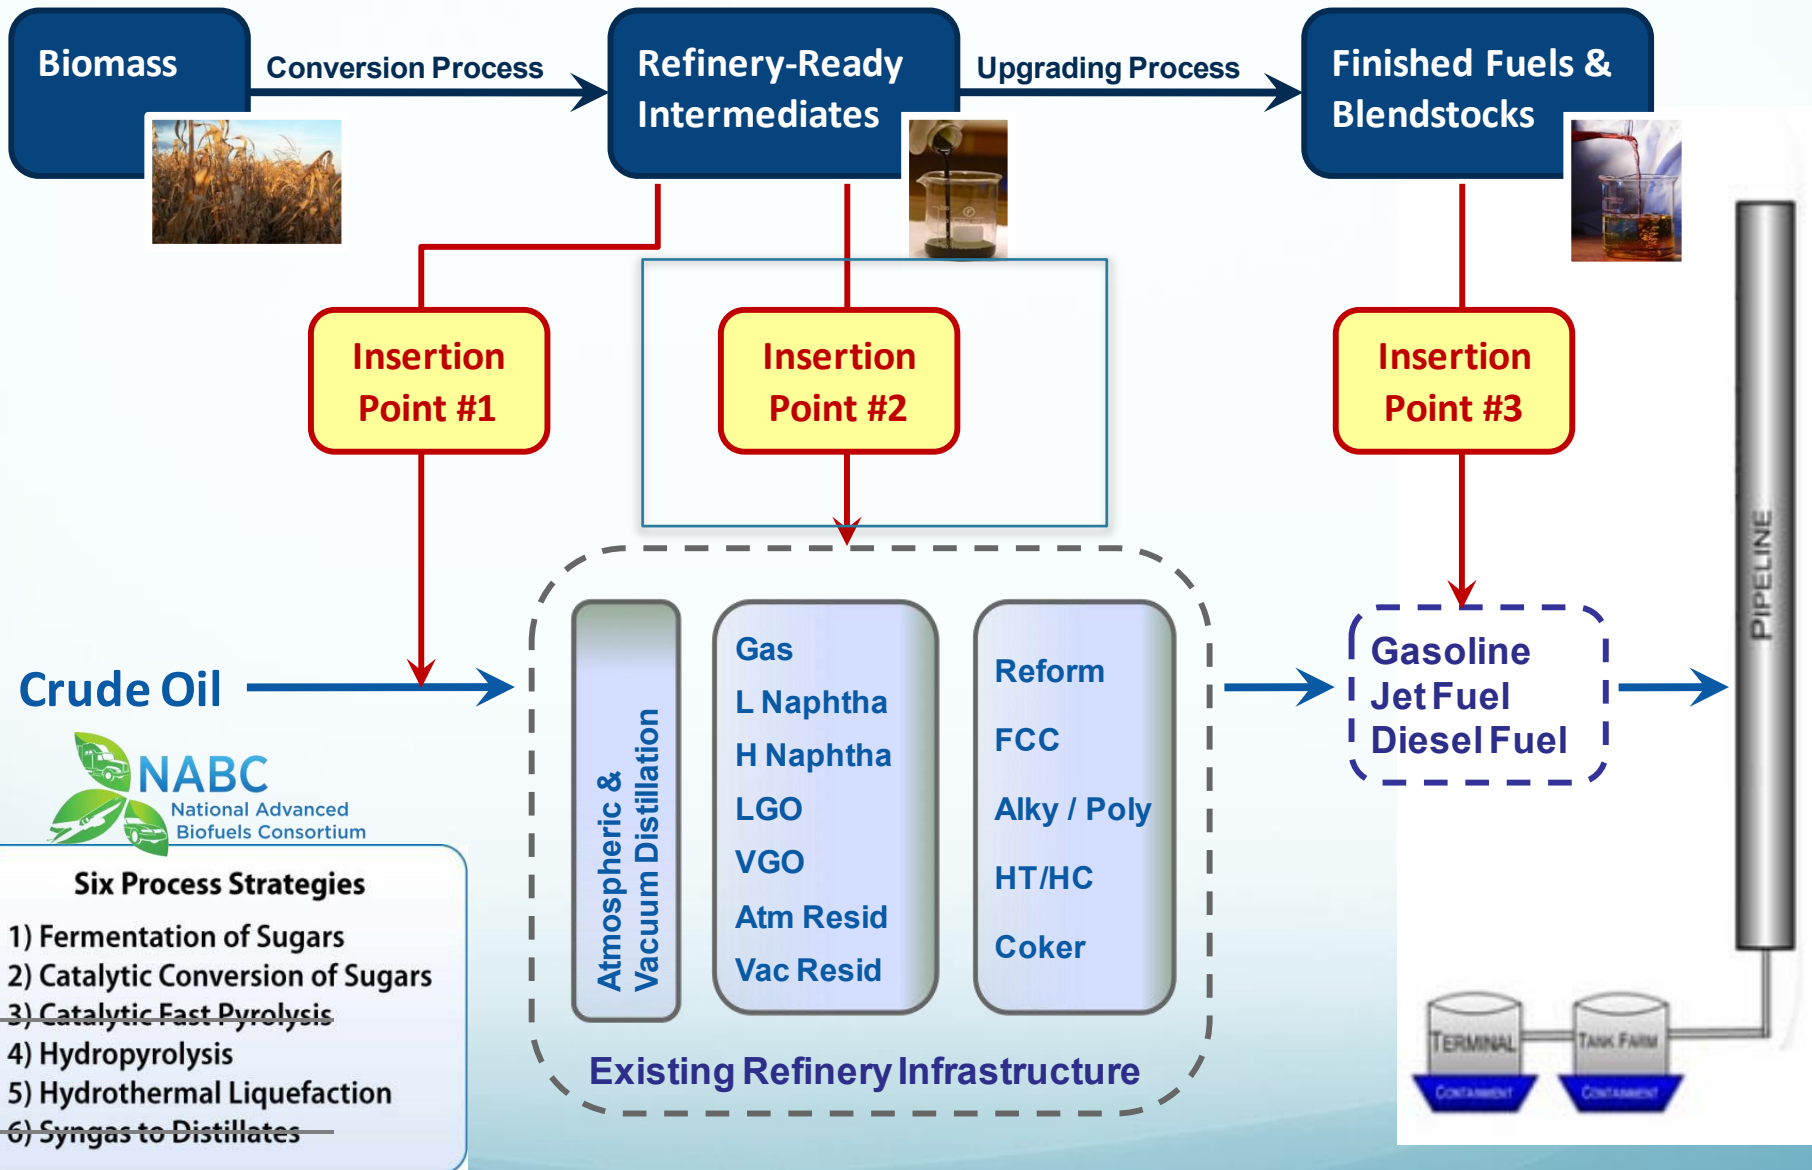 Biomass
Conversion Process
Refinery-Ready
Intermediates
Upgrading Process
Finished Fuels &
Blendstocks
Insertion
Point #1
Insertion
Point #2
Insertion
Point #3
Crude Oil
Atmospheric &
Vacuum Distillation
Gas
L Naphtha
H Naphtha
LGO
VGO
Atm Resid
Vac Resid
Reform
FCC
Alky / Poly
HT/HC
Coker
Existing Refinery Infrastructure
Gasoline
Jet Fuel
Diesel Fuel
PIPELINE
TERMINAL
TANK FARM
CONTAINMENT
CONTAINMENT
NABC
National Advanced
Biofuels Consortium
Six Process Strategies
1) Fermentation of Sugars
2) Catalytic Conversion of Sugars
3) Catalytic Fast Pyrolysis
4) Hydropyrolysis
5) Hydrothermal Liquefaction
6) Syngas to Distillates